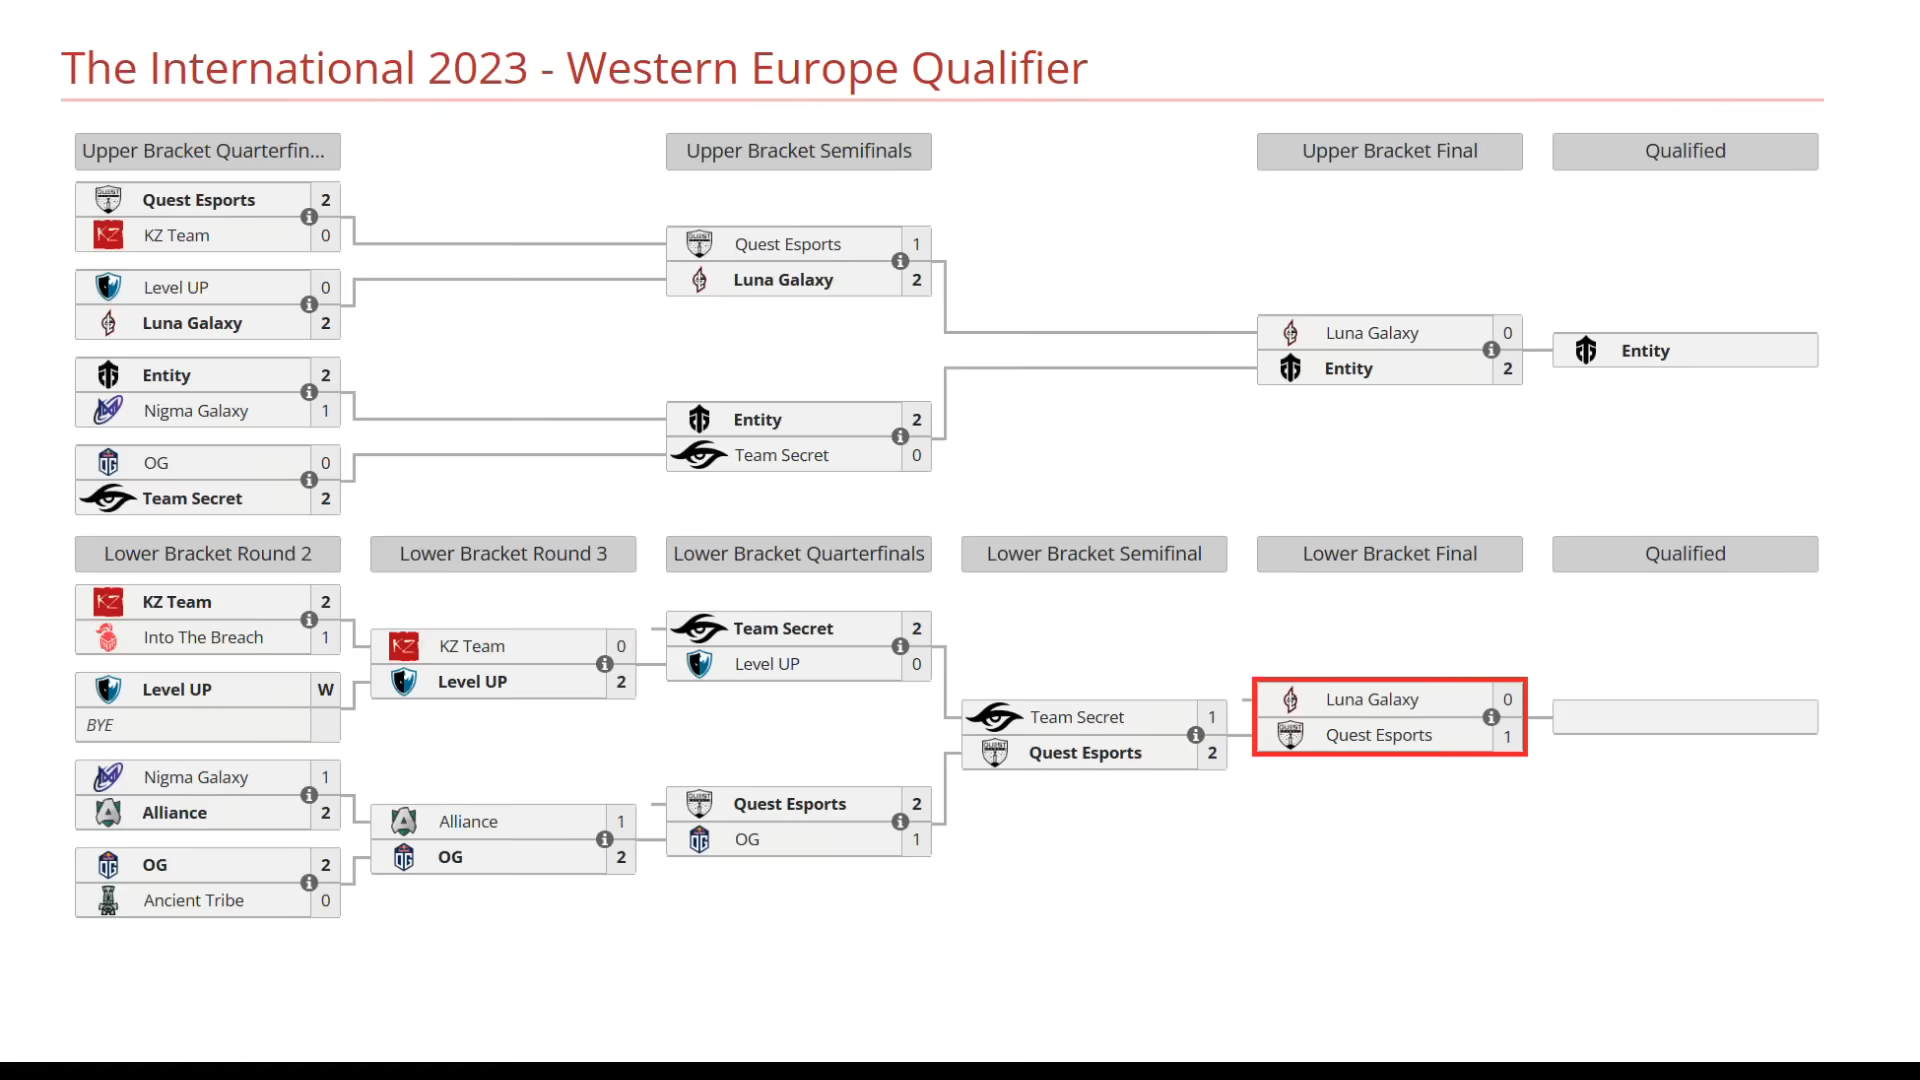 The International 2023 - Western Europe Qualifier
Upper Bracket Quarterfin...
Upper Bracket Semifinals
Upper Bracket Final
Qualified
Quest Esports 2
KZ Team 0
Level UP 0
Luna Galaxy 2
Entity 2
Nigma Galaxy 1
OG 0
Team Secret 2
Quest Esports 1
Luna Galaxy 2
Entity 2
Team Secret 0
Luna Galaxy 0
Entity 2
Entity
Lower Bracket Round 2
Lower Bracket Round 3
Lower Bracket Quarterfinals
Lower Bracket Semifinal
Lower Bracket Final
Qualified
KZ Team 2
Into The Breach 1
Level UP W
BYE
Nigma Galaxy 1
Alliance 2
OG 2
Ancient Tribe 0
KZ Team 0
Level UP 2
Alliance 1
OG 2
Team Secret 2
Level UP 0
Quest Esports 2
OG 1
Team Secret 1
Quest Esports 2
Luna Galaxy 0
Quest Esports 1